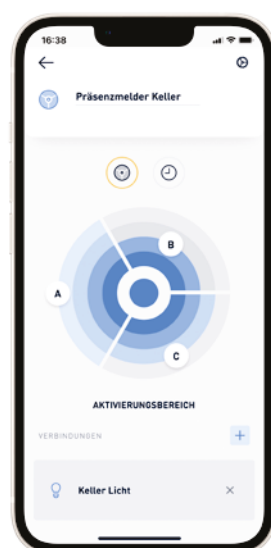 16:38
Präsenzmelder Keller
B
A
C
AKTIVIERUNGSBEREICH
VERBINDUNGEN
Keller Licht